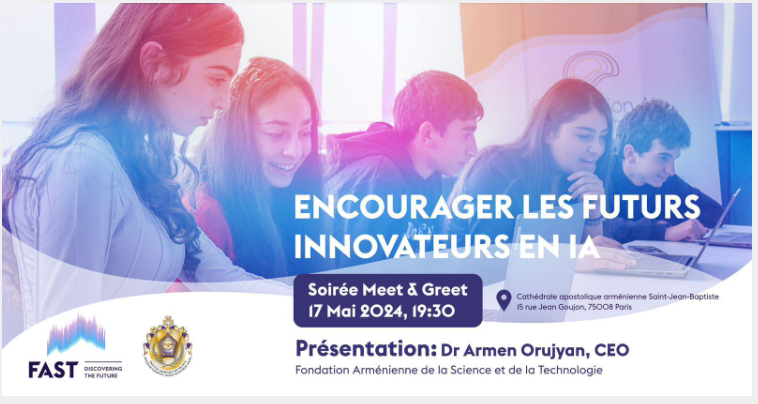 ENCOURAGER LES FUTURS
INNOVATEURS EN IA
Soirée Meet & Greet
17 Mai 2024, 19:30
Cathédrale apostolique arménienne Saint-Jean-Baptiste
15 rue Jean Goujon, 75008 Paris
Présentation: Dr Armen Orujyan, CEO
Fondation Arménienne de la Science et de la Technologie
FAST
DISCOVERING
THE FUTURE